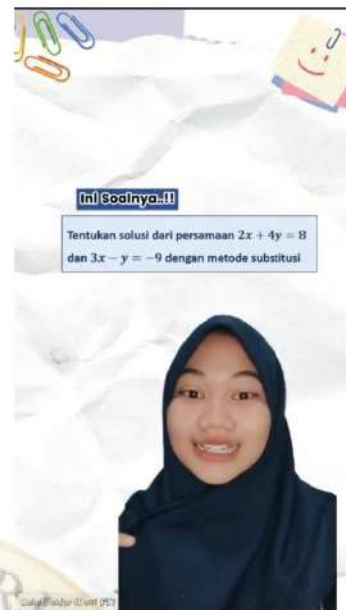 Ini Soalnya..!!
Tentukan solusi dari persamaan 2x + 4y = 8
dan 3x − y = −9 dengan metode substitusi